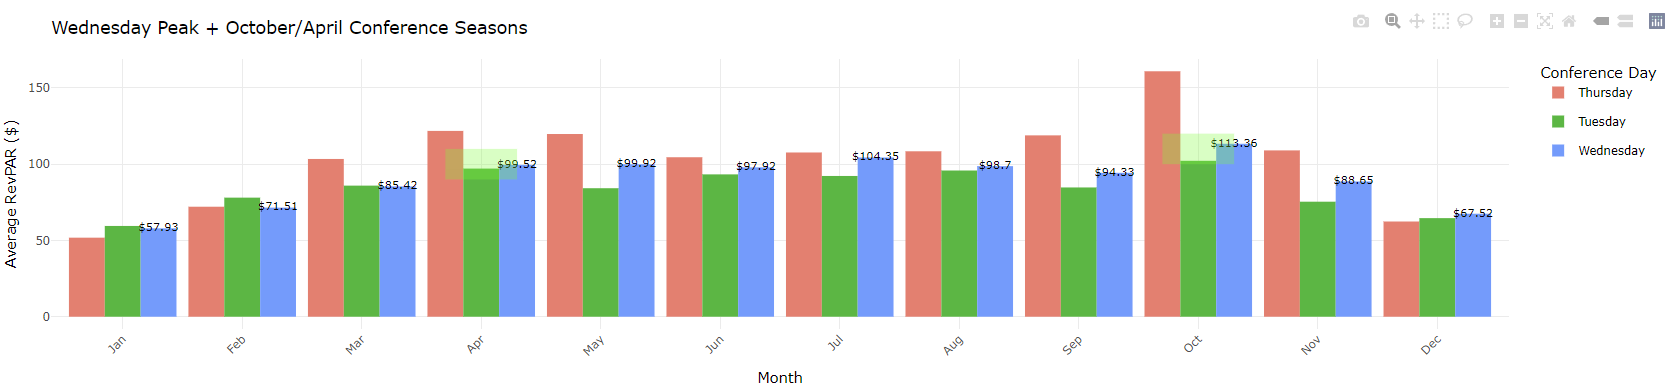 Wednesday Peak + October/April Conference Seasons
Conference Day
Thursday
Tuesday
Wednesday
Average RevPAR ($)
150
100
50
0
$57.93
$71.51
$85.42
$99.52
$99.92
$97.92
$104.35
$98.7
$94.33
$113.36
$88.65
$67.52
Jan
Feb
Mar
Apr
May
Jun
Jul
Aug
Sep
Oct
Nov
Dec
Month